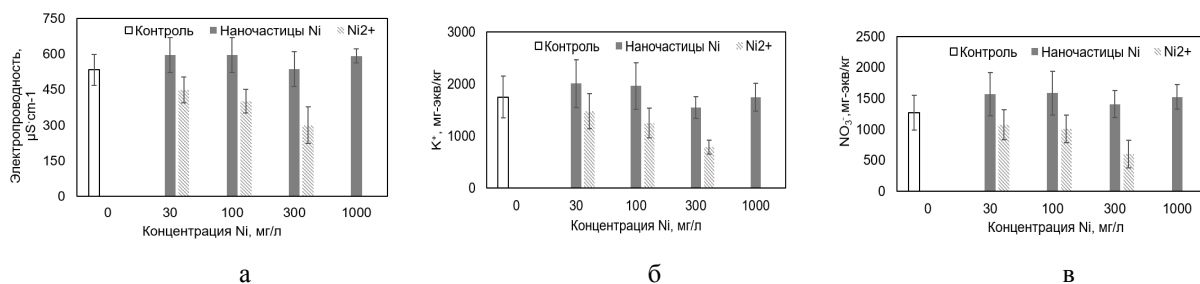 Электропроводность,
µS·cm-1
750
600
450
300
150
0
Контроль Наночастицы Ni Ni2+
0 30 100 300 1000
Концентрация Ni, мг/л
а
K+, мг-экв/кг
3000
2000
1000
0
Контроль Наночастицы Ni Ni2+
0 30 100 300 1000
Концентрация Ni, мг/л
б
NO3-,мг-экв/кг
2500
2000
1500
1000
500
0
Контроль Наночастицы Ni Ni2+
0 30 100 300 1000
Концентрация Ni, мг/л
в